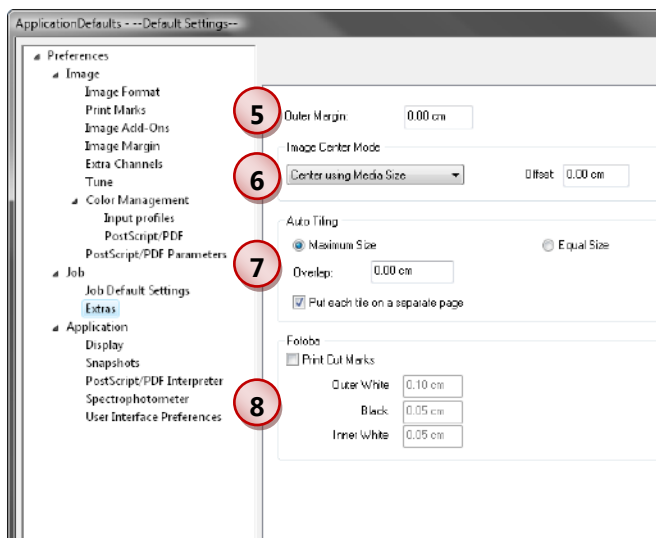 ApplicationDefaults - --Default Settings--
Preferences
Image
Image Format
Print Marks
Image Add-Ons
Image Margin
Extra Channels
Tune
Color Management
Input profiles
PostScript/PDF
PostScript/PDF Parameters
Job
Job Default Settings
Extras
Application
Display
Snapshots
PostScript/PDF Interpreter
Spectrophotometer
User Interface Preferences
5 Outer Margin: 0.00 cm
Image Center Mode
6 Center using Media Size Offset 0.00 cm
Auto Tiling
Maximum Size Equal Size
7 Overlap: 0.00 cm
Put each tile on a separate page
Fotoba
Print Cut Marks
Outer White 0.10 cm
8 Black 0.05 cm
Inner White 0.05 cm